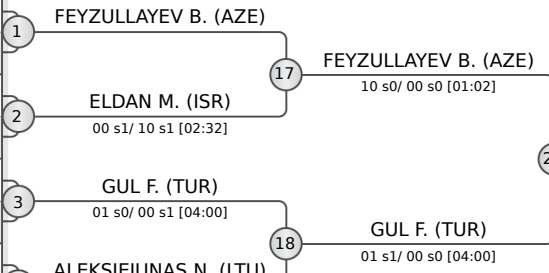 FEYZULLAYEV B. (AZE)
1
17
FEYZULLAYEV B. (AZE)
10 s0/ 00 s0 [01:02]
ELDAN M. (ISR)
2
00 s1/ 10 s1 [02:32]
GUL F. (TUR)
3
01 s0/ 00 s1 [04:00]
18
GUL F. (TUR)
01 s1/ 00 s0 [04:00]
ALEKSIEJUNAS N. (LTU)